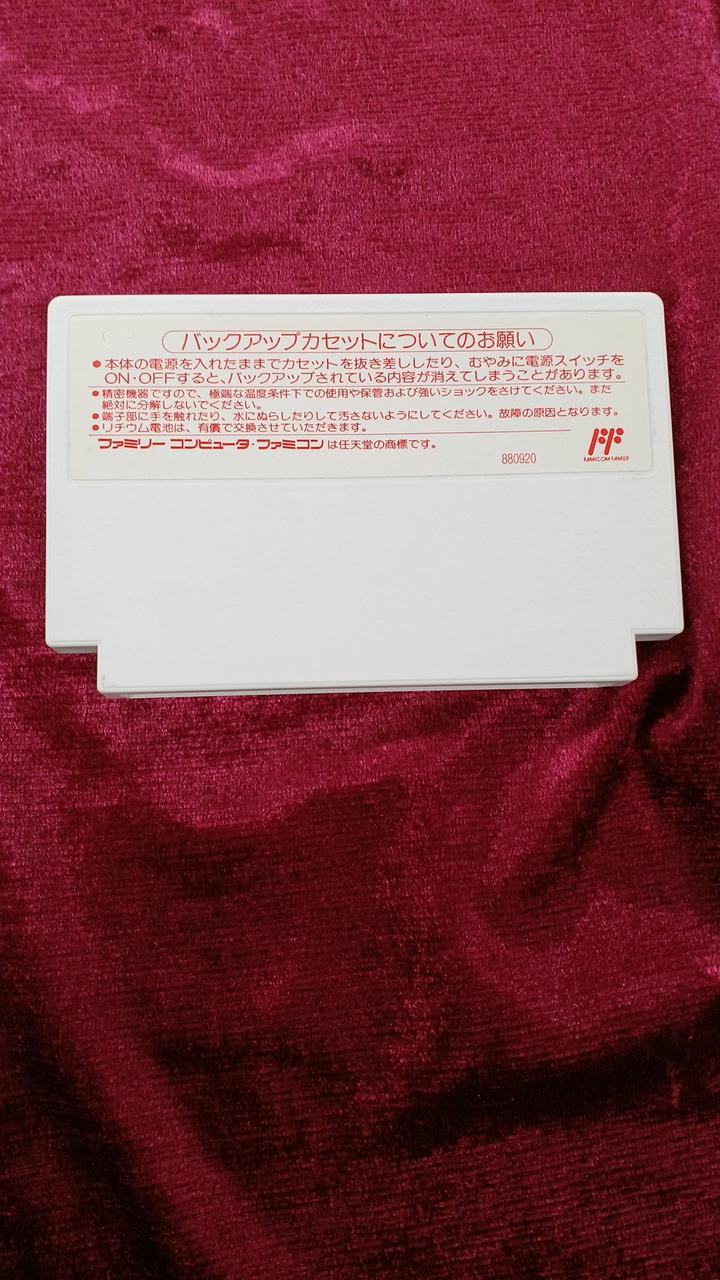 バックアップカセットについてのお願い
●本体の電源を入れたままでカセットを抜き差ししたり、むやみに電源スイッチを
ON・OFFすると、バックアップされている内容が消えてしまうことがあります。
●精密機器ですので、極端な温度条件下での使用や保管および強いショックをさけてください。また
絶対に分解しないでください。
●端子部に手を触れたり、水にぬらしたりして汚さないようにしてください。故障の原因となります。
●リチウム電池は、有償で交換させていただきます。
ファミリー コンピュータ・ファミコン は任天堂の商標です。
880920
FAMICOM FAMILY